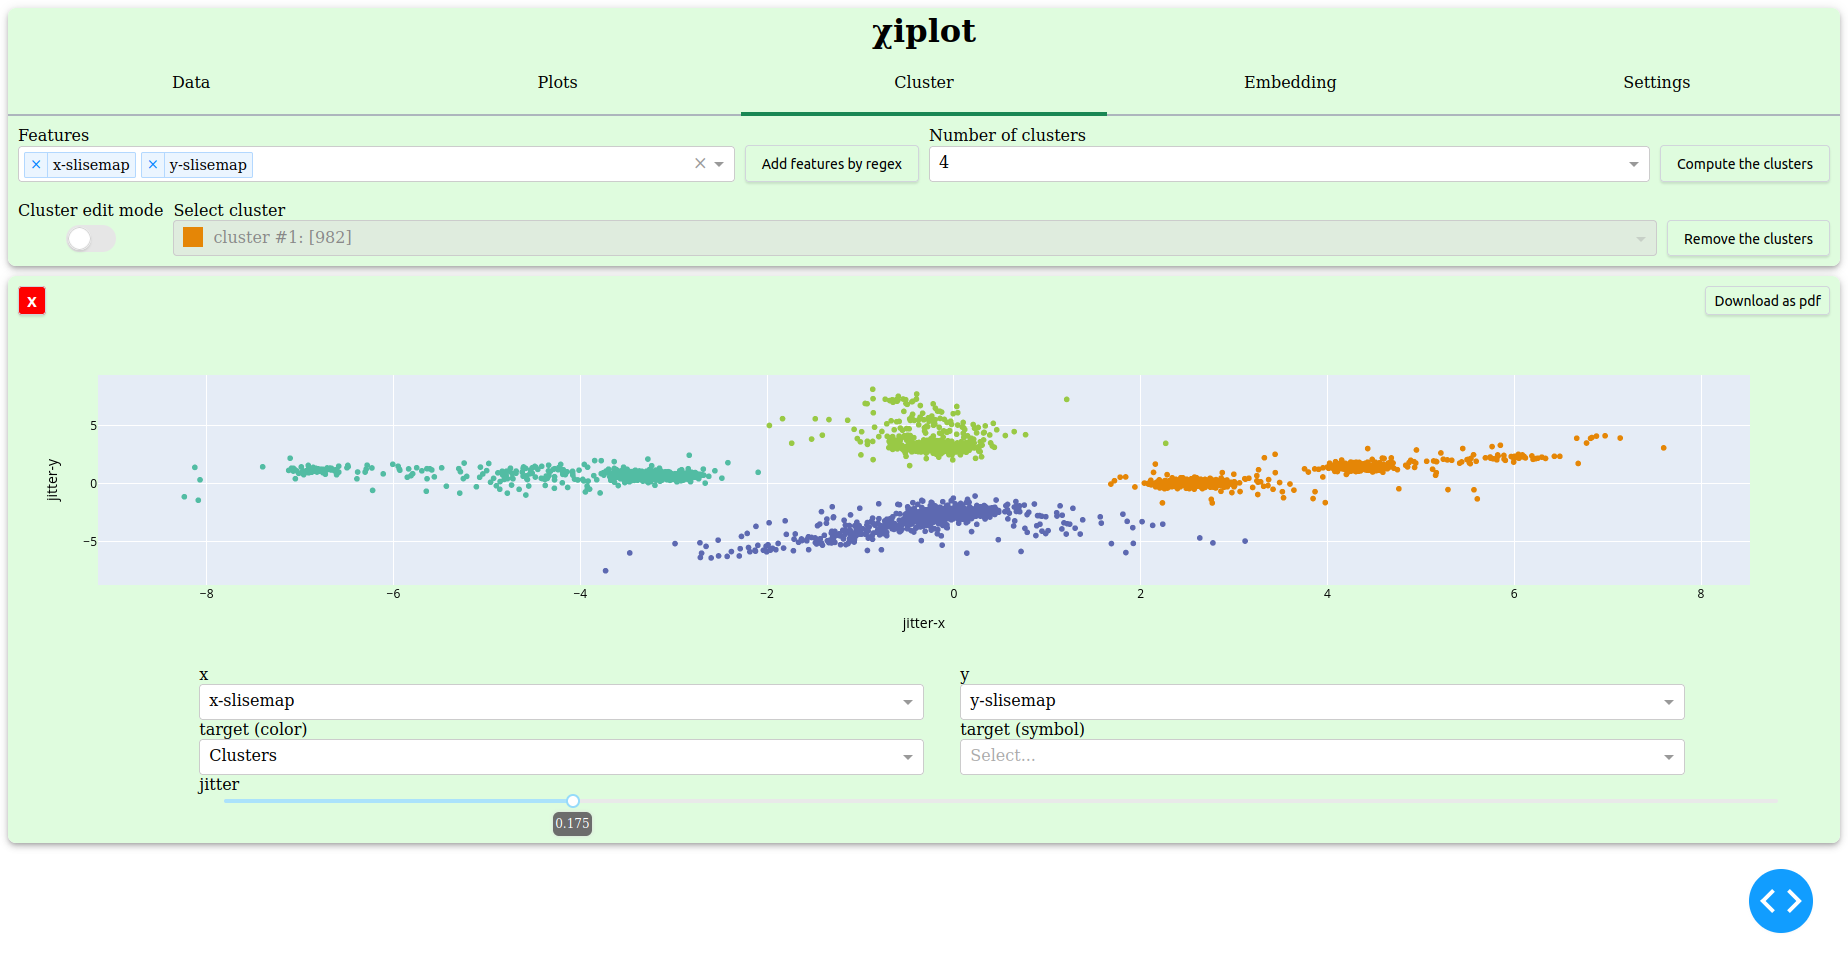 χiplot
Data Plots Cluster Embedding Settings
Features Number of clusters
× x-slisemap × y-slisemap × Add features by regex 4 Compute the clusters
Cluster edit mode Select cluster
cluster #1: [982] Remove the clusters
x Download as pdf
5
0
−5
jitter-y
−8 −6 −4 −2 0 2 4 6 8
jitter-x
x y
x-slisemap y-slisemap
target (color) target (symbol)
Clusters Select...
jitter
0.175